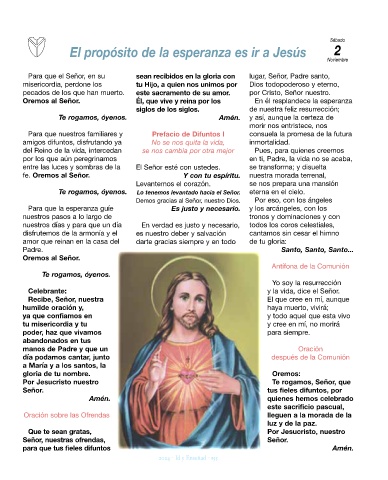 Sábado
2
Noviembre
El propósito de la esperanza es ir a Jesús
Para que el Señor, en su
misericordia, perdone los
pecados de los que han muerto.
Oremos al Señor.
Te rogamos, óyenos.
Para que nuestros familiares y
amigos difuntos, disfrutando ya
del Reino de la vida, intercedan
por los que aún peregrinamos
entre las luces y sombras de la
fe. Oremos al Señor.
Te rogamos, óyenos.
Para que la esperanza guíe
nuestros pasos a lo largo de
nuestros días y para que un día
disfrutemos de la armonía y el
amor que reinan en la casa del
Padre.
Oremos al Señor.
Te rogamos, óyenos.
Celebrante:
Recibe, Señor, nuestra
humilde oración y,
ya que confiamos en
tu misericordia y tu
poder, haz que vivamos
abandonados en tus
manos de Padre y que un
día podamos cantar, junto
a María y a los santos, la
gloria de tu nombre.
Por Jesucristo nuestro
Señor.
Amén.
Oración sobre las Ofrendas
Que te sean gratas,
Señor, nuestras ofrendas,
para que tus fieles difuntos
sean recibidos en la gloria con
tu Hijo, a quien nos unimos por
este sacramento de su amor.
Él, que vive y reina por los
siglos de los siglos.
Amén.
Prefacio de Difuntos I
No se nos quita la vida,
se nos cambia por otra mejor
El Señor esté con ustedes.
Y con tu espíritu.
Levantemos el corazón.
Lo tenemos levantado hacia el Señor.
Demos gracias al Señor, nuestro Dios.
Es justo y necesario.
En verdad es justo y necesario,
es nuestro deber y salvación
darte gracias siempre y en todo
lugar, Señor, Padre santo,
Dios todopoderoso y eterno,
por Cristo, Señor nuestro.
En él resplandece la esperanza
de nuestra feliz resurrección;
y así, aunque la certeza de
morir nos entristece, nos
consuela la promesa de la futura
inmortalidad.
Pues, para quienes creemos
en ti, Padre, la vida no se acaba,
se transforma; y disuelta
nuestra morada terrenal,
se nos prepara una mansión
eterna en el cielo.
Por eso, con los ángeles
y los arcángeles, con los
tronos y dominaciones y con
todos los coros celestiales,
cantamos sin cesar el himno
de tu gloria:
Santo, Santo, Santo...
Antífona de la Comunión
Yo soy la resurrección
y la vida, dice el Señor.
El que cree en mí, aunque
haya muerto, vivirá;
y todo aquel que esta vivo
y cree en mí, no morirá
para siempre.
Oración
después de la Comunión
Oremos:
Te rogamos, Señor, que
tus fieles difuntos, por
quienes hemos celebrado
este sacrificio pascual,
lleguen a la morada de la
luz y de la paz.
Por Jesucristo, nuestro
Señor.
Amén.